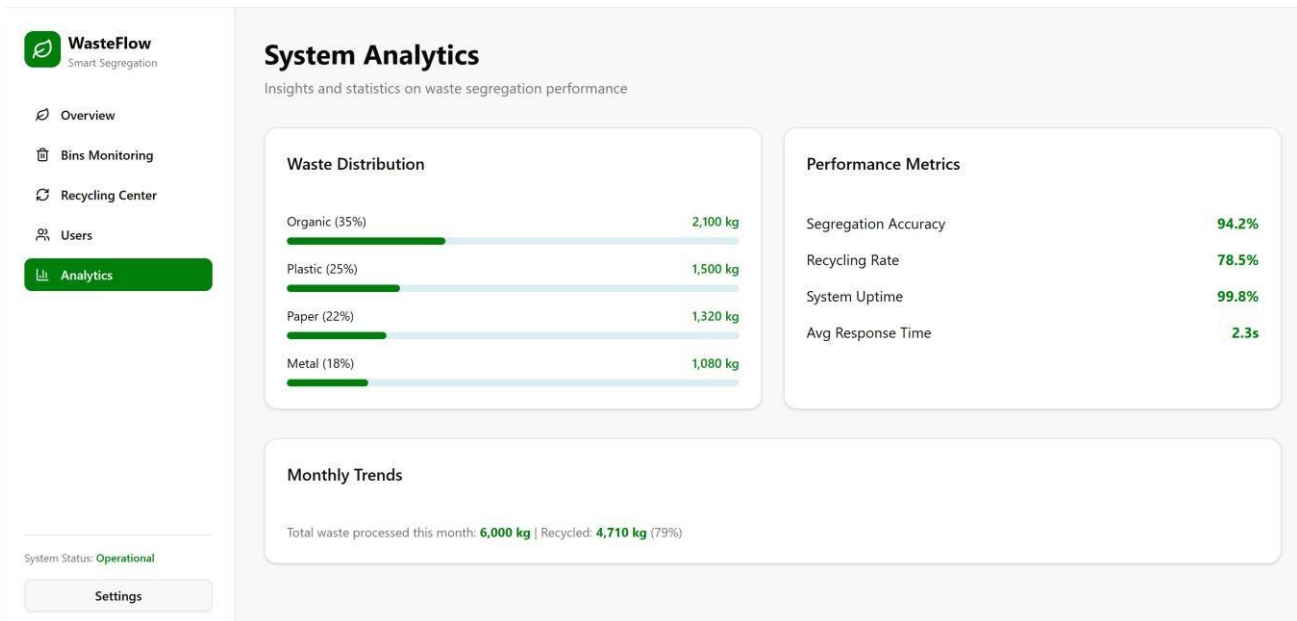 WasteFlow
Smart Segregation
Overview
Bins Monitoring
Recycling Center
Users
Analytics
System Status: Operational
Settings
System Analytics
Insights and statistics on waste segregation performance
Waste Distribution
Organic (35%) 2,100 kg
Plastic (25%) 1,500 kg
Paper (22%) 1,320 kg
Metal (18%) 1,080 kg
Performance Metrics
Segregation Accuracy 94.2%
Recycling Rate 78.5%
System Uptime 99.8%
Avg Response Time 2.3s
Monthly Trends
Total waste processed this month: 6,000 kg | Recycled: 4,710 kg (79%)